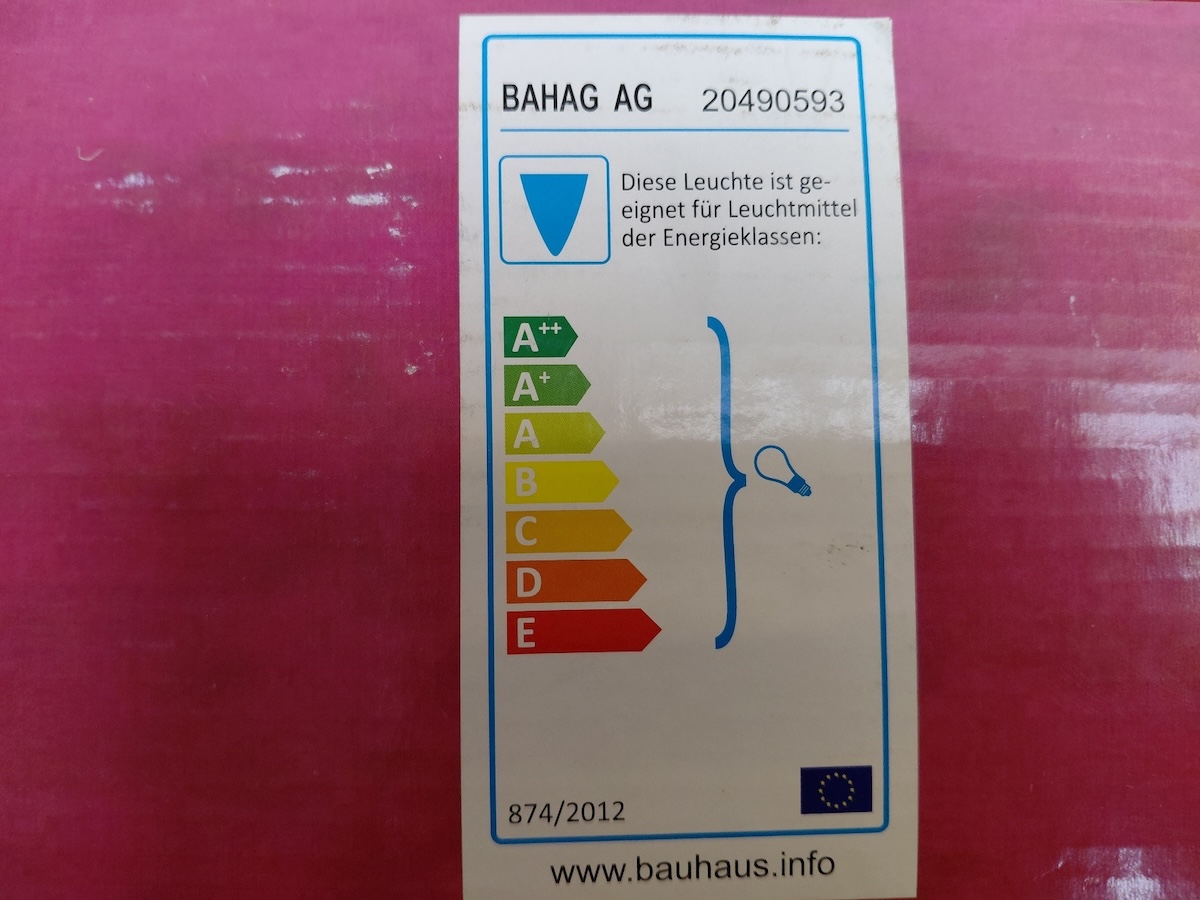 BAHAG AG 20490593
Diese Leuchte ist ge-
eignet für Leuchtmittel
der Energieklassen:
A++
A+
A
B
C
D
E
874/2012
www.bauhaus.info